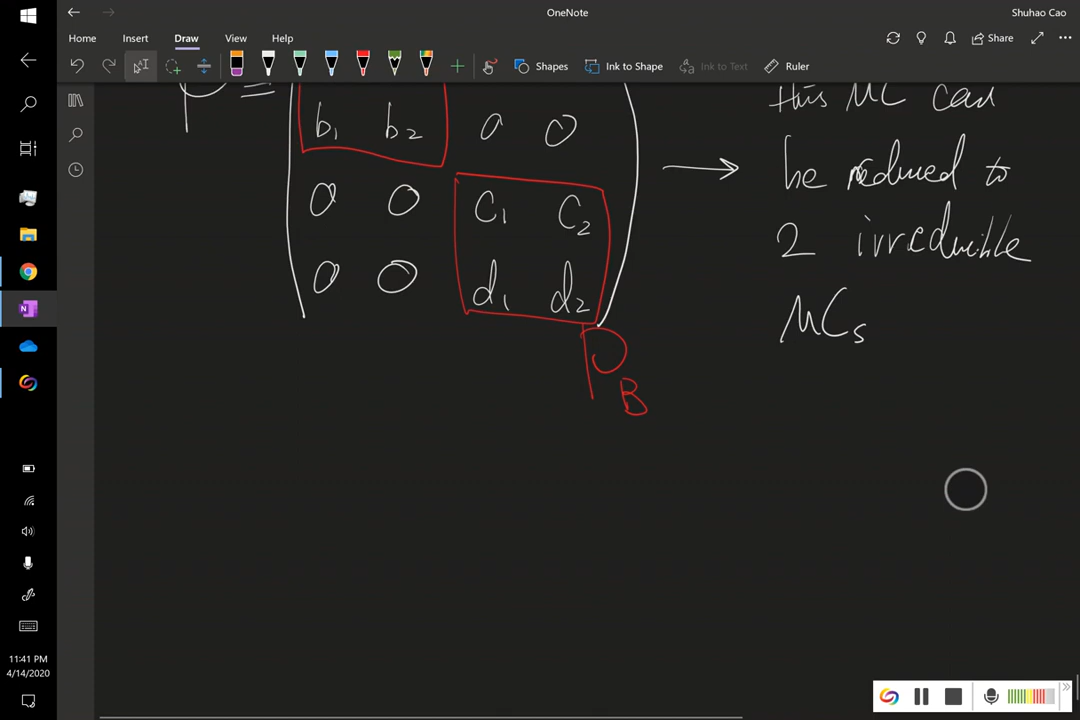 OneNote
Shuhao Cao
Home Insert Draw View Help
Share
Shapes Ink to Shape Ink to Text Ruler
P =
this MC can
b1 b2 0 0
be reduced to
0 0 C1 C2
2 irreducible
0 0 d1 d2
MCs
P B
11:41 PM
4/14/2020